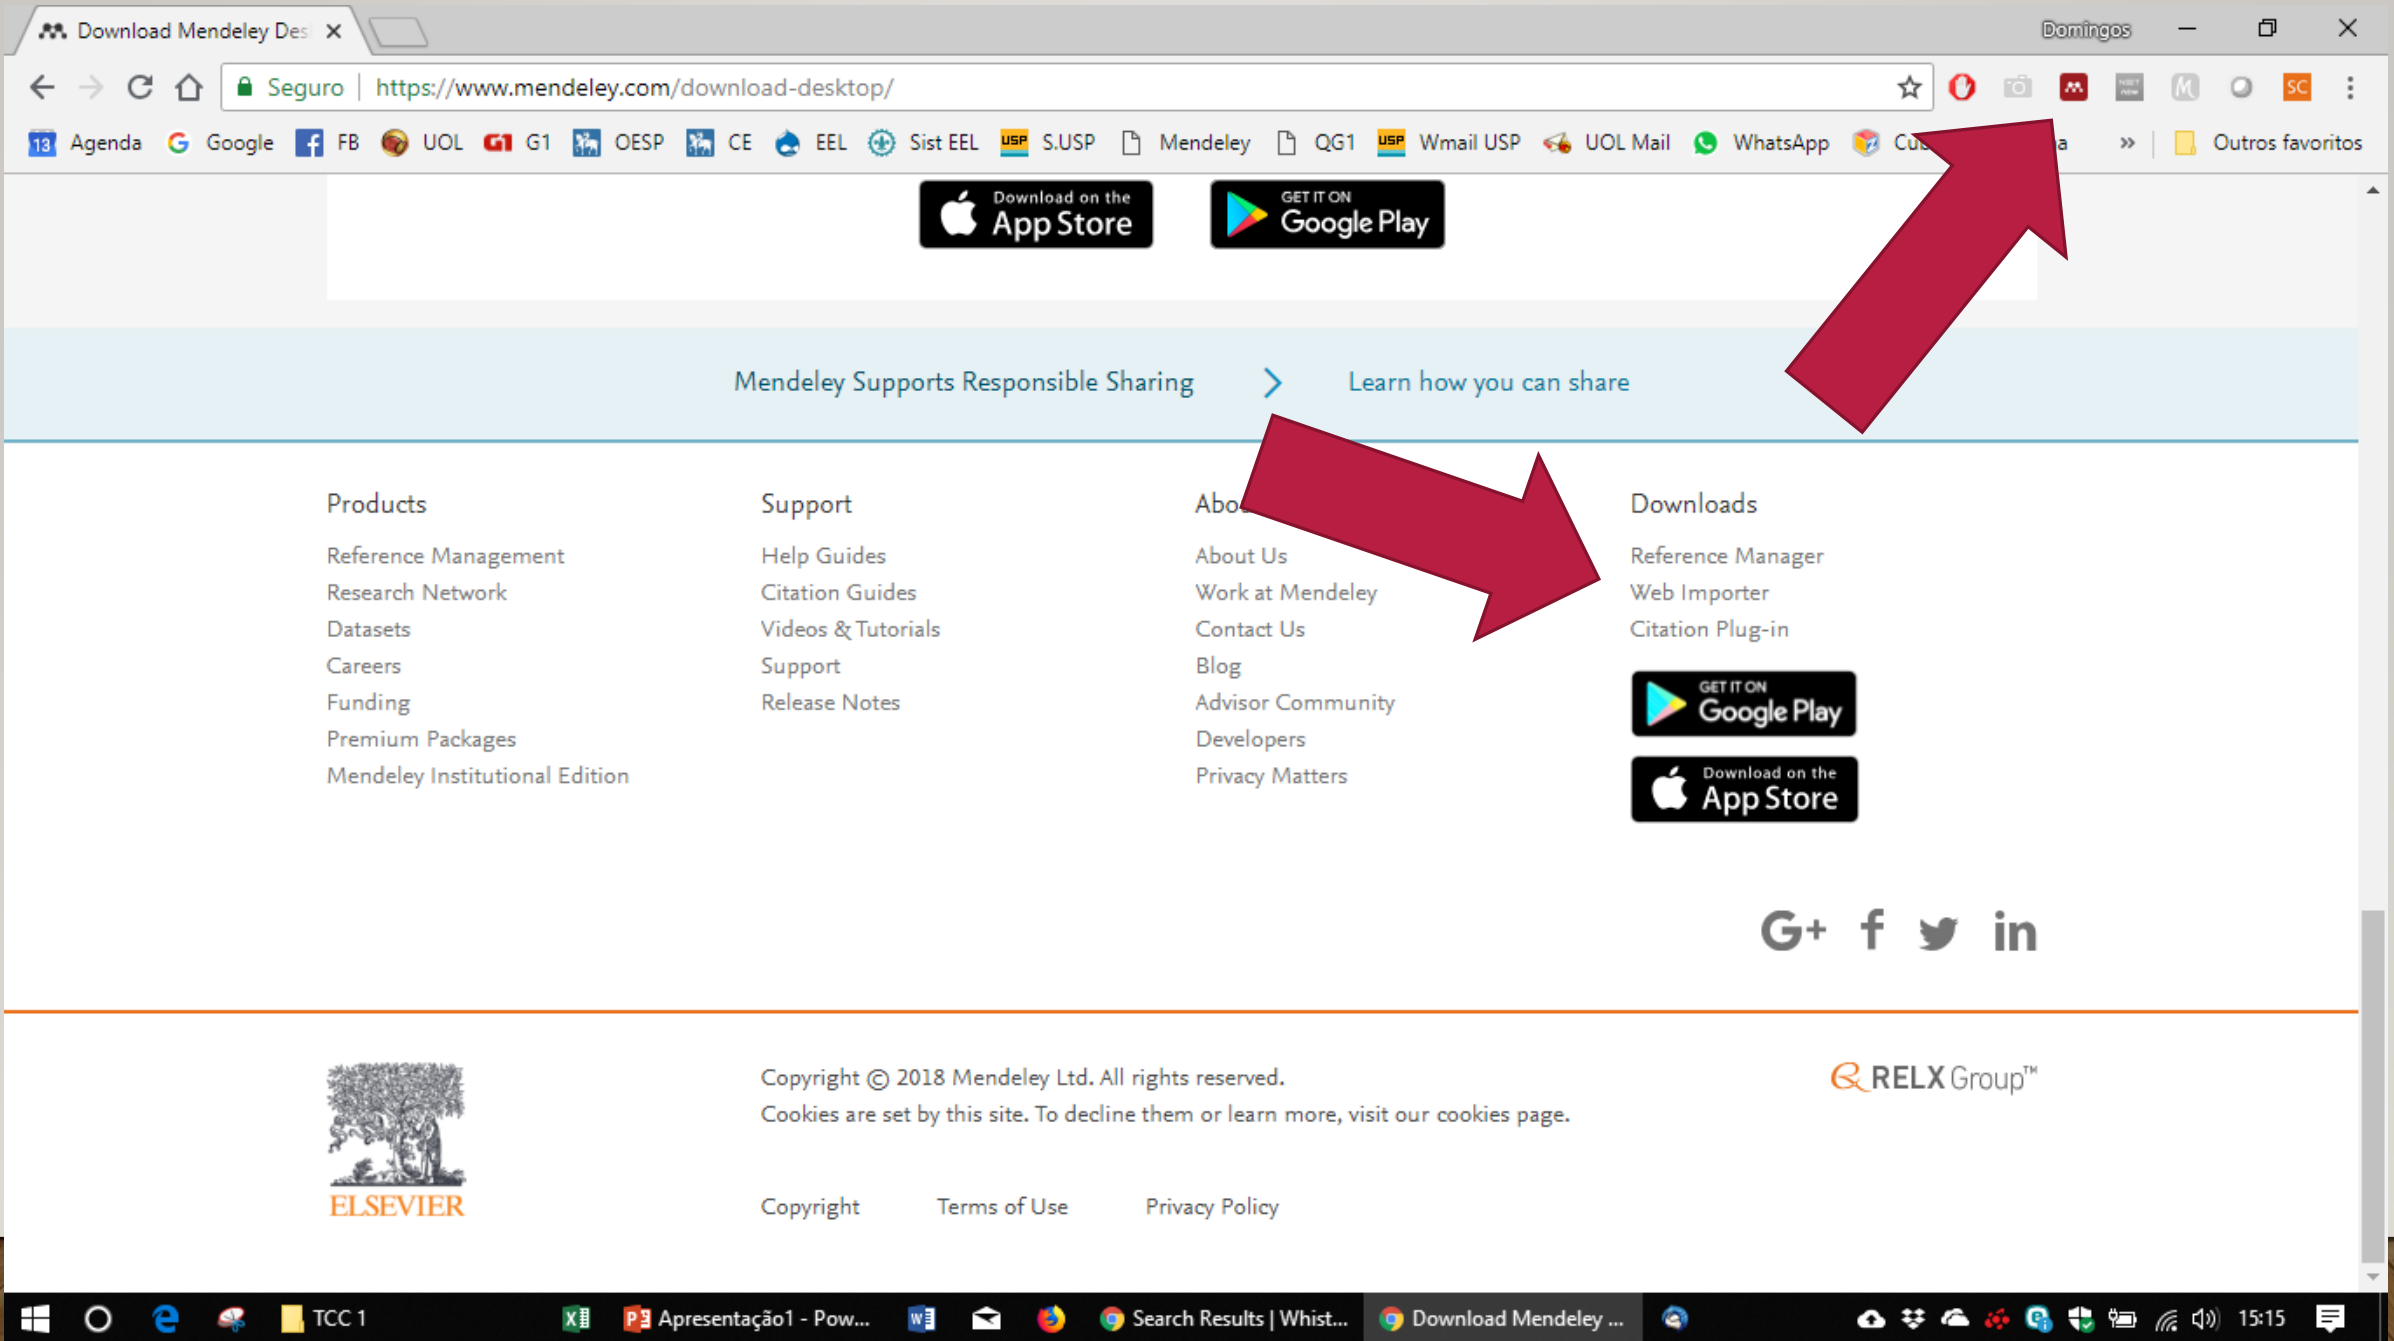 Download Mendeley Des
Domingos
Seguro
https://www.mendeley.com/download-desktop/
SC
13 Agenda
G Google
FB
UOL
G1 G1
OESP
CE
EEL
Sist EEL
USP S.USP
Mendeley
QG1
USP Wmail USP
UOL Mail
WhatsApp
»
Outros favoritos
Download on the
App Store
GET IT ON
Google Play
Mendeley Supports Responsible Sharing
Learn how you can share
Products
Reference Management
Research Network
Datasets
Careers
Funding
Premium Packages
Mendeley Institutional Edition
Support
Help Guides
Citation Guides
Videos & Tutorials
Support
Release Notes
About Us
Work at Mendeley
Contact Us
Blog
Advisor Community
Developers
Privacy Matters
Downloads
Reference Manager
Web Importer
Citation Plug-in
GET IT ON
Google Play
Download on the
App Store
G+ f in
ELSEVIER
Copyright © 2018 Mendeley Ltd. All rights reserved.
Cookies are set by this site. To decline them or learn more, visit our cookies page.
Copyright
Terms of Use
Privacy Policy
RELX Group™
TCC 1
Apresentação1 - Pow...
Search Results | Whist...
Download Mendeley ...
15:15